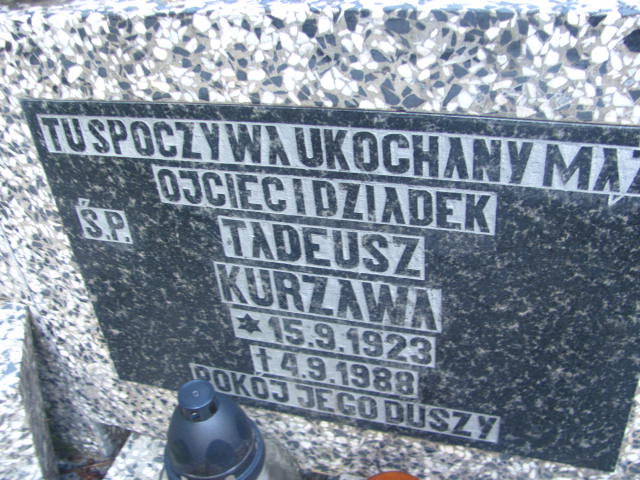 TU SPOCZYWA UKOCHANY MĄŻ
OJCIEC I DZIADEK
Ś.P.
TADEUSZ
KURZAWA
15.9.1923
† 4.9.1988
POKÓJ JEGO DUSZY